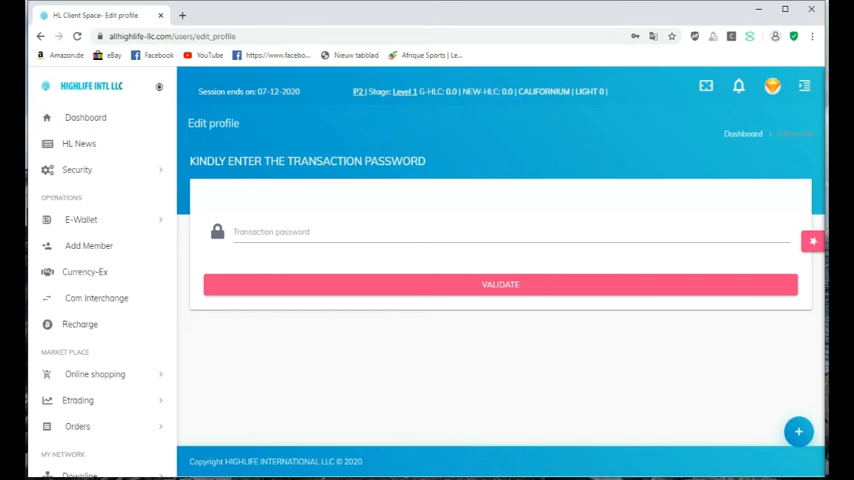 HL Client Space- Edit profile
allhighlife-llc.com/users/edit_profile
Amazon.de eBay Facebook YouTube https://www.facebo... Nieuw tabblad Afrique Sports | Le...
HIGHLIFE INTL LLC
Session ends on: 07-12-2020
P2 | Stage: Level 1 G-HLC: 0.0 | NEW-HLC: 0.0 | CALIFORNIUM | LIGHT 0 |
Edit profile
Dashboard > Edit profile
KINDLY ENTER THE TRANSACTION PASSWORD
Transaction password
VALIDATE
Dashboard
HL News
Security
OPERATIONS
E-Wallet
Add Member
Currency-Ex
Com Interchange
Recharge
MARKET PLACE
Online shopping
Etrading
Orders
MY NETWORK
Downline
Copyright HIGHLIFE INTERNATIONAL LLC © 2020